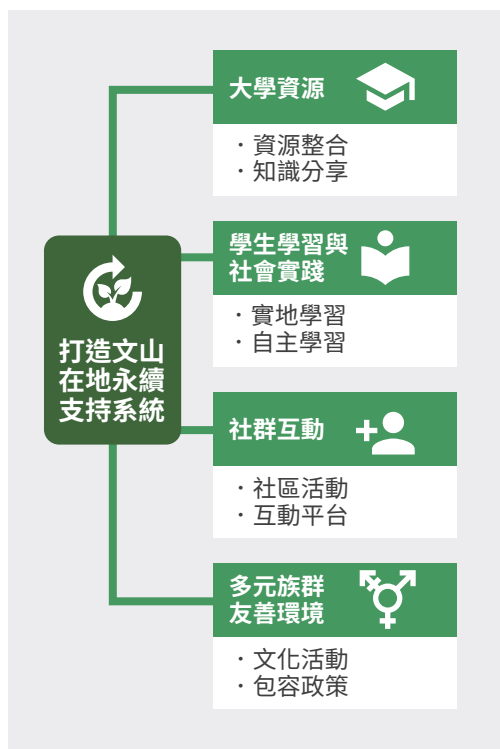 打造文山
在地永續
支持系統
大學資源
・資源整合
・知識分享
學生學習與
社會實踐
・實地學習
・自主學習
社群互動
・社區活動
・互動平台
多元族群
友善環境
・文化活動
・包容政策